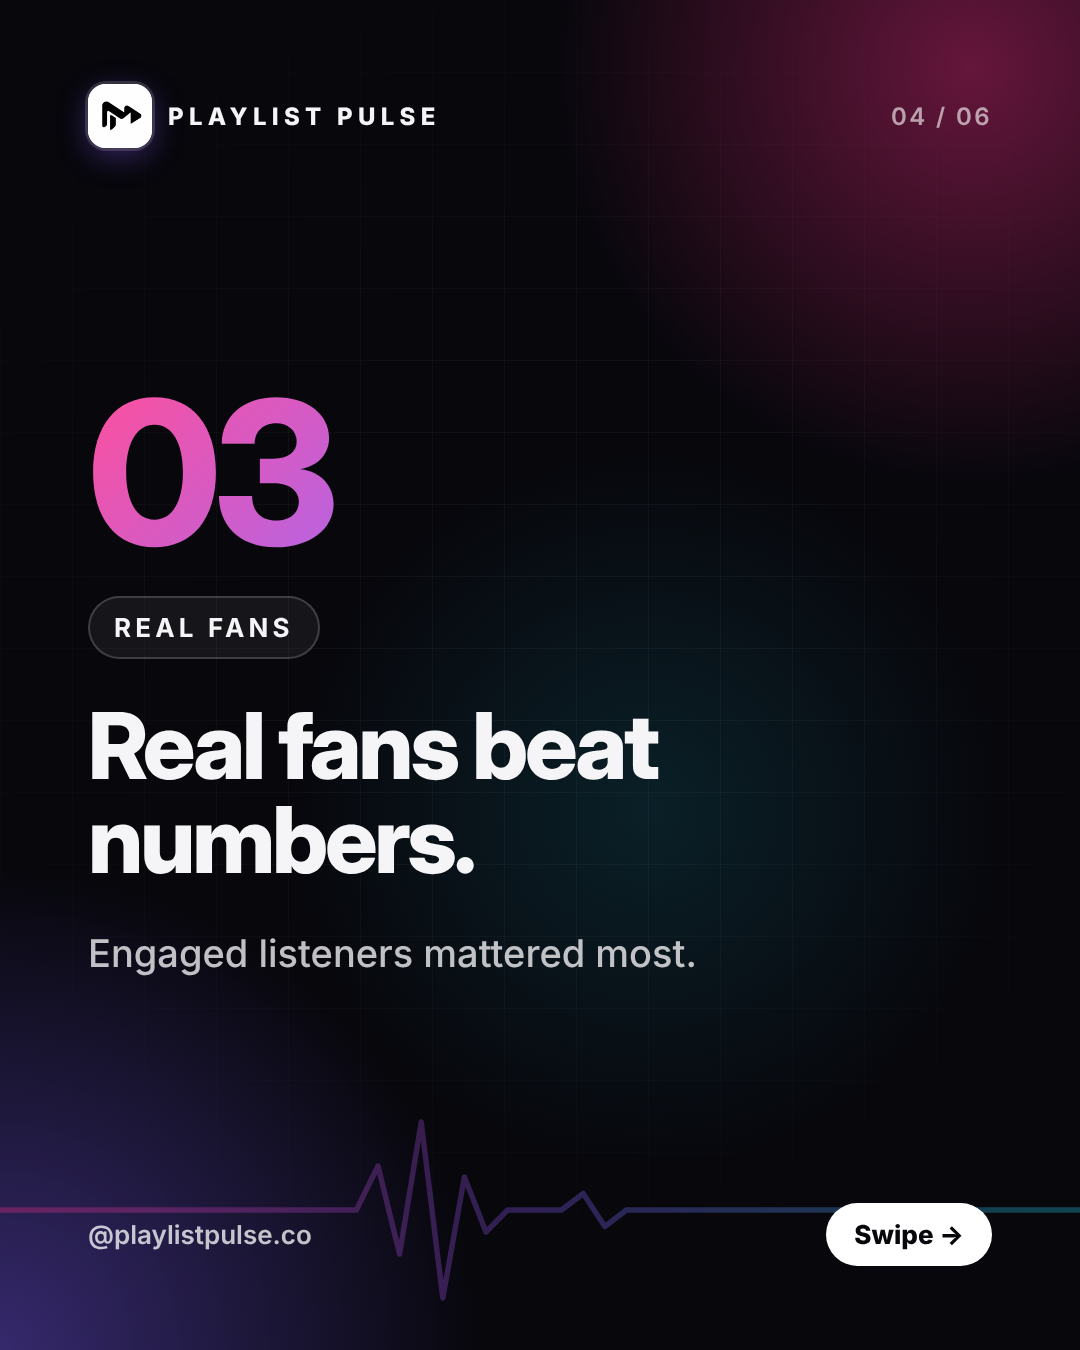 PLAYLIST PULSE
04 / 06
03
REAL FANS
Real fans beat
numbers.
Engaged listeners mattered most.
@playlistpulse.co
Swipe →